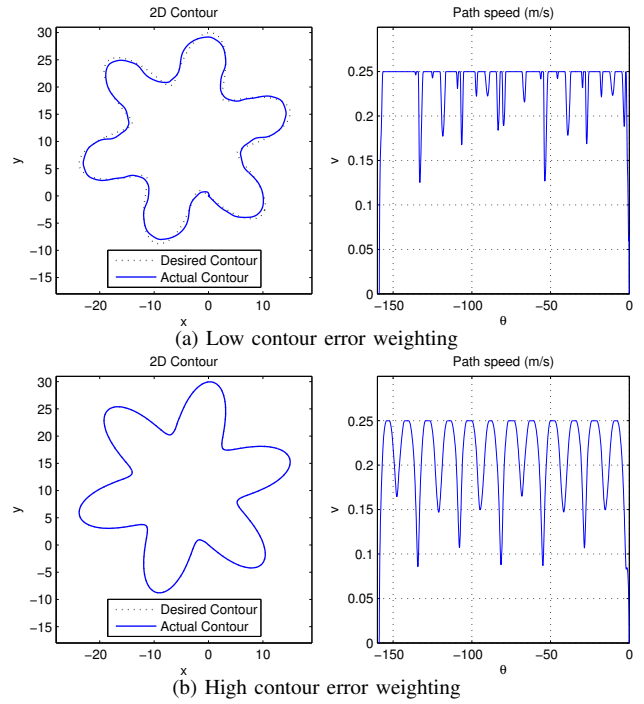 2D Contour
Path speed (m/s)
30
25
20
15
10
5
0
−5
−10
−15
y
−20
−10
0
10
x
Desired Contour
Actual Contour
0.25
0.2
0.15
0.1
0.05
0
v
−150
−100
−50
0
θ
(a) Low contour error weighting
2D Contour
Path speed (m/s)
30
25
20
15
10
5
0
−5
−10
−15
y
−20
−10
0
10
x
Desired Contour
Actual Contour
0.25
0.2
0.15
0.1
0.05
0
v
−150
−100
−50
0
θ
(b) High contour error weighting